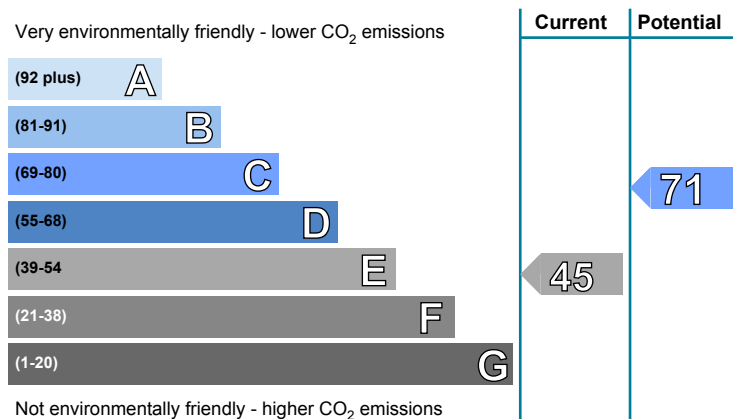 Current Potential
Very environmentally friendly - lower CO2 emissions
(92 plus) A
(81-91) B
(69-80) C
71
(55-68) D
(39-54 E
45
(21-38) F
(1-20) G
Not environmentally friendly - higher CO2 emissions